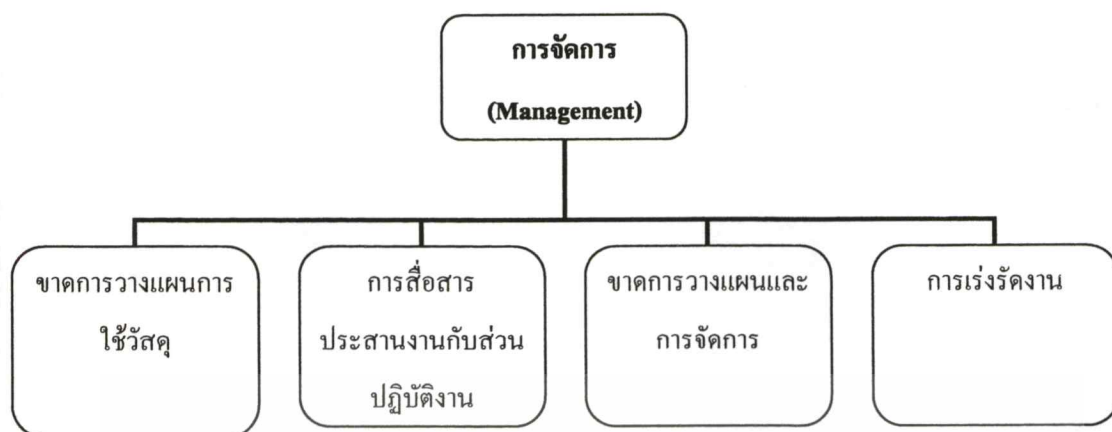 การจัดการ
(Management)
ขาดการวางแผนการ
ใช้วัสดุ
การสื่อสาร
ประสานงานกับส่วน
ปฏิบัติงาน
ขาดการวางแผนและ
การจัดการ
การเร่งรัดงาน